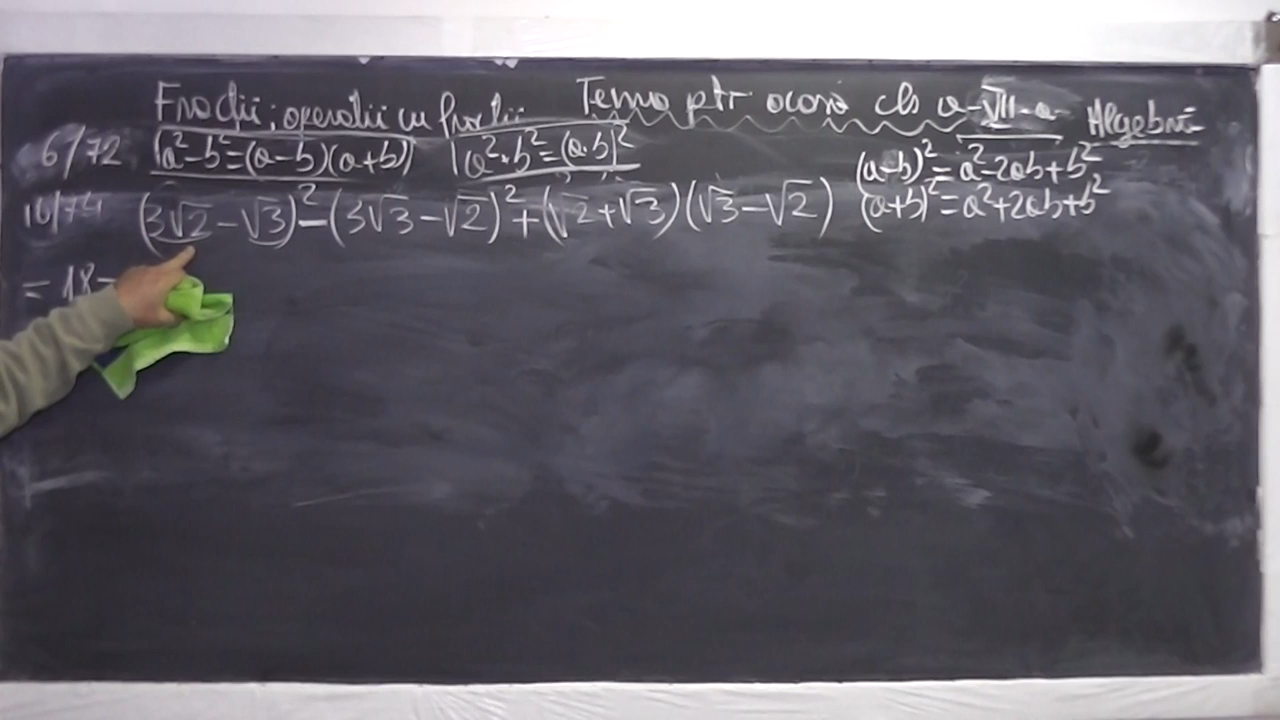 Fracții; operații cu fracții Temă ptr acasă cls a-VII-a Algebră
6/72 a²-b²=(a-b)(a+b) a²·b²=(a·b)² (a-b)²=a²-2ab+b²
16/74 (3√2-√3)²-(3√3-√2)²+(√2+√3)(√3-√2) (a+b)²=a²+2ab+b²
=18-